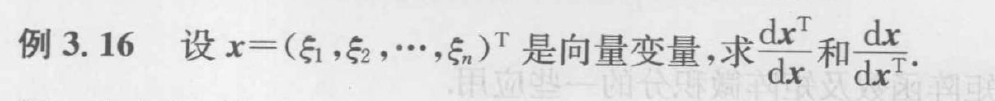 例 3.16 设 x=(ξ₁,ξ₂,⋯,ξₙ)ᵀ 是向量变量,求 dxᵀ/dx 和 dx/dxᵀ.